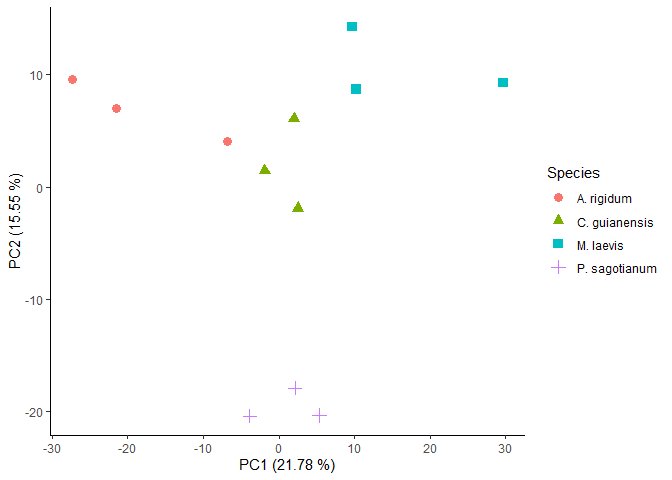 10
0
-10
-20
-30
-20
-10
0
10
20
30
PC2 (15.55 %)
PC1 (21.78 %)
Species
A. rigidum
C. guianensis
M. laevis
P. sagotianum